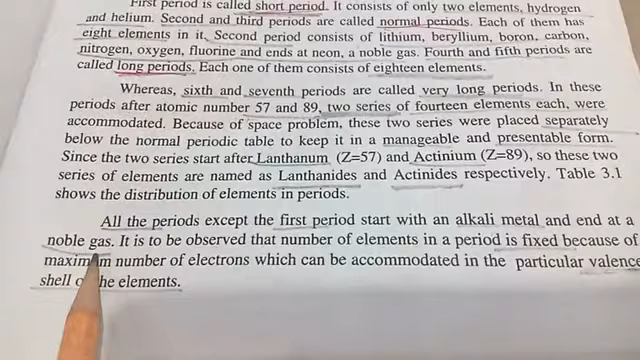 First period is called short period. It consists of only two elements, hydrogen
and helium. Second and third periods are called normal periods. Each of them has
eight elements in it. Second period consists of lithium, beryllium, boron, carbon,
nitrogen, oxygen, fluorine and ends at neon, a noble gas. Fourth and fifth periods are
called long periods. Each one of them consists of eighteen elements.
Whereas, sixth and seventh periods are called very long periods. In these
periods after atomic number 57 and 89, two series of fourteen elements each, were
accommodated. Because of space problem, these two series were placed separately
below the normal periodic table to keep it in a manageable and presentable form.
Since the two series start after Lanthanum (Z=57) and Actinium (Z=89), so these two
series of elements are named as Lanthanides and Actinides respectively. Table 3.1
shows the distribution of elements in periods.
All the periods except the first period start with an alkali metal and end at a
noble gas. It is to be observed that number of elements in a period is fixed because of
maximum number of electrons which can be accommodated in the particular valence
shell of the elements.